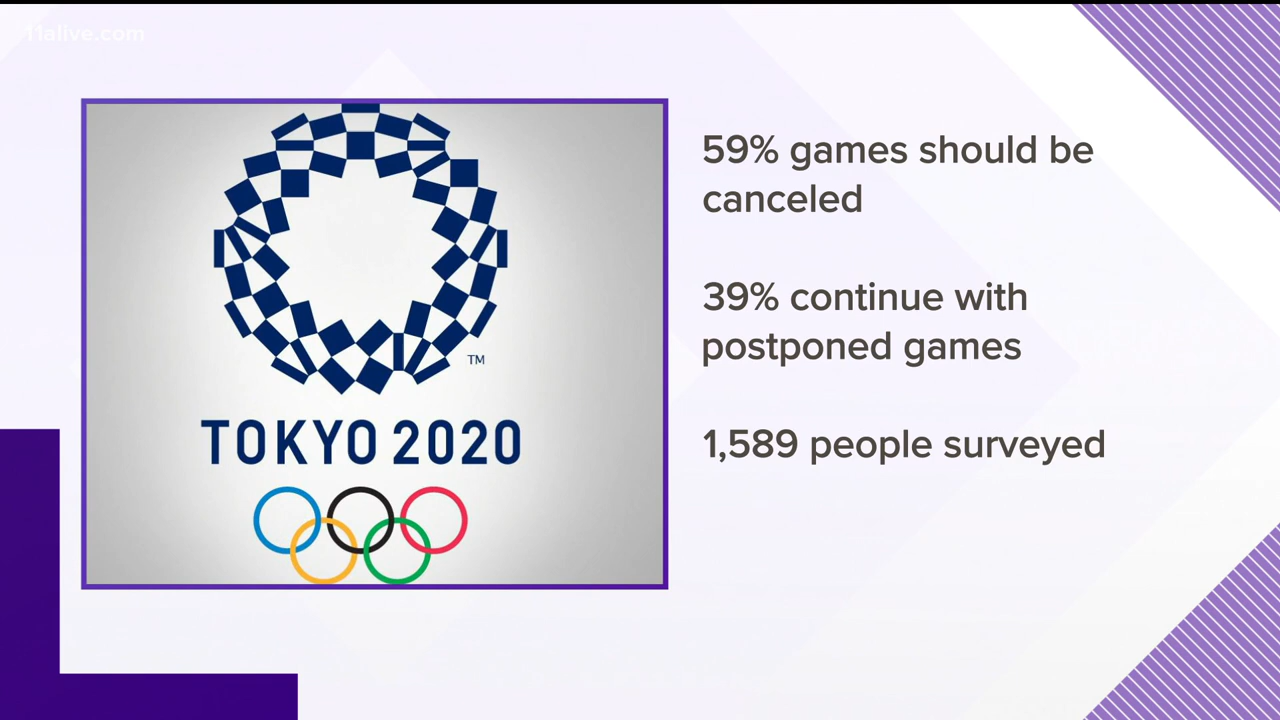 11alive.com
59% games should be
canceled
39% continue with
postponed games
1,589 people surveyed
TM
TOKYO 2020